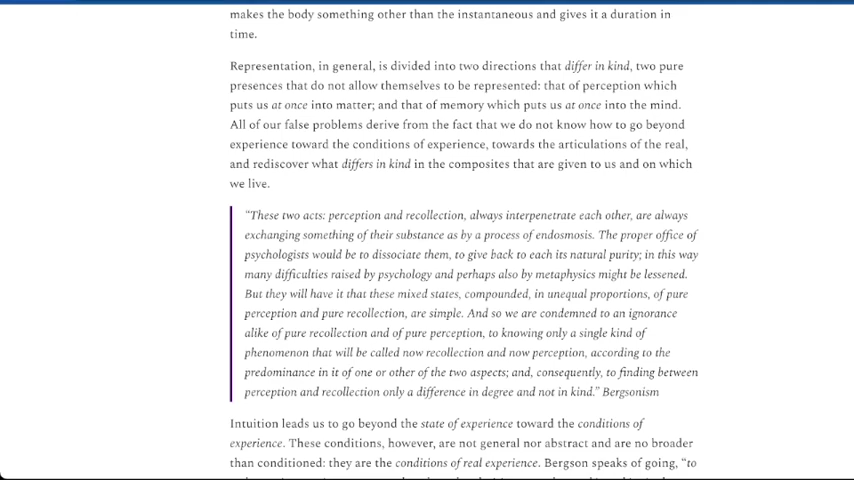 makes the body something other than the instantaneous and gives it a duration in
time.
Representation, in general, is divided into two directions that differ in kind, two pure
presences that do not allow themselves to be represented: that of perception which
puts us at once into matter; and that of memory which puts us at once into the mind.
All of our false problems derive from the fact that we do not know how to go beyond
experience toward the conditions of experience, towards the articulations of the real,
and rediscover what differs in kind in the composites that are given to us and on which
we live.
"These two acts: perception and recollection, always interpenetrate each other, are always
exchanging something of their substance as by a process of endosmosis. The proper office of
psychologists would be to dissociate them, to give back to each its natural purity; in this way
many difficulties raised by psychology and perhaps also by metaphysics might be lessened.
But they will have it that these mixed states, compounded, in unequal proportions, of pure
perception and pure recollection, are simple. And so we are condemned to an ignorance
alike of pure recollection and of pure perception, to knowing only a single kind of
phenomenon that will be called now recollection and now perception, according to the
predominance in it of one or other of the two aspects; and, consequently, to finding between
perception and recollection only a difference in degree and not in kind." Bergsonism
Intuition leads us to go beyond the state of experience toward the conditions of
experience. These conditions, however, are not general nor abstract and are no broader
than conditioned: they are the conditions of real experience. Bergson speaks of going, "to